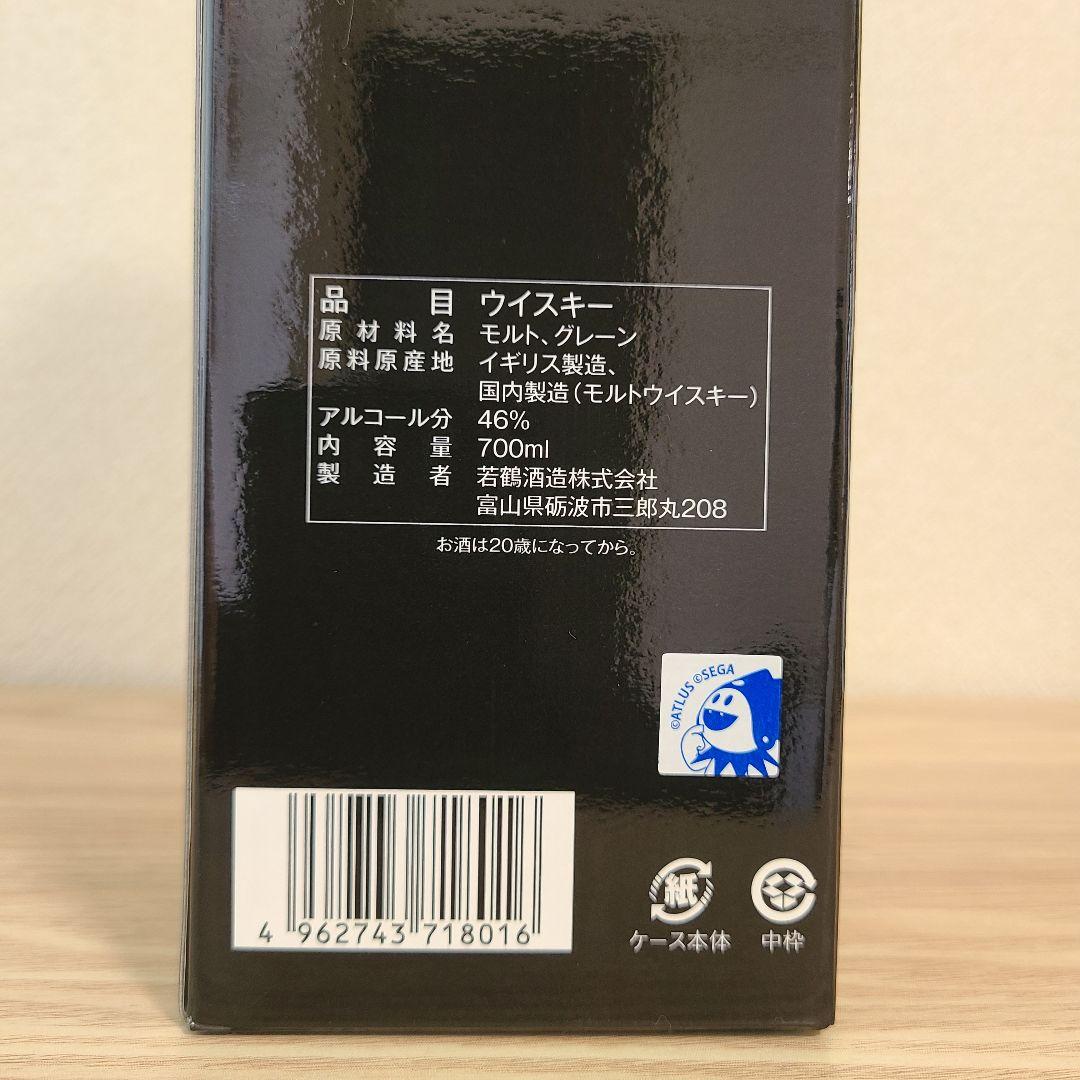 品目 ウイスキー
原材料名 モルト、グレーン
原料原産地 イギリス製造、
国内製造（モルトウイスキー）
アルコール分 46%
内容量 700ml
製造者 若鶴酒造株式会社
富山県砺波市三郎丸208
お酒は20歳になってから。
©ATLUS ©SEGA
4 962743 718016
紙
ケース本体 中枠